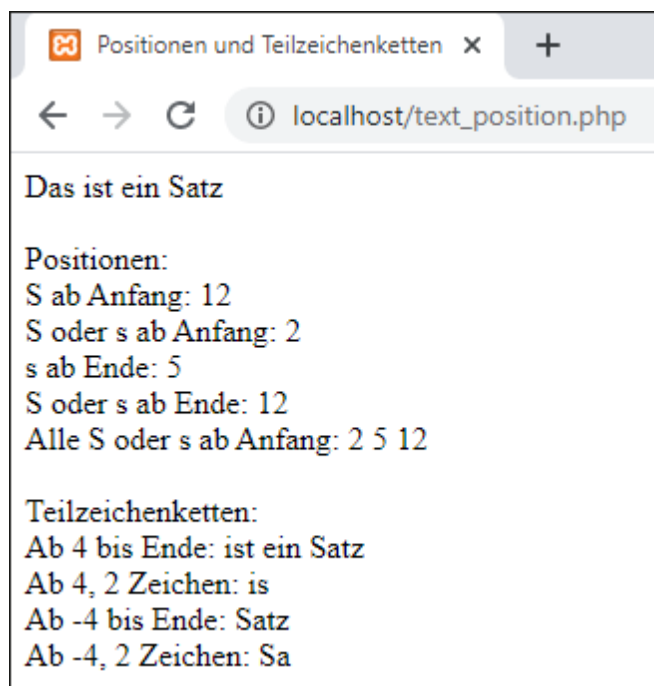 Positionen und Teilzeichenketten
localhost/text_position.php
Das ist ein Satz
Positionen:
S ab Anfang: 12
S oder s ab Anfang: 2
s ab Ende: 5
S oder s ab Ende: 12
Alle S oder s ab Anfang: 2 5 12
Teilzeichenketten:
Ab 4 bis Ende: ist ein Satz
Ab 4, 2 Zeichen: is
Ab -4 bis Ende: Satz
Ab -4, 2 Zeichen: Sa